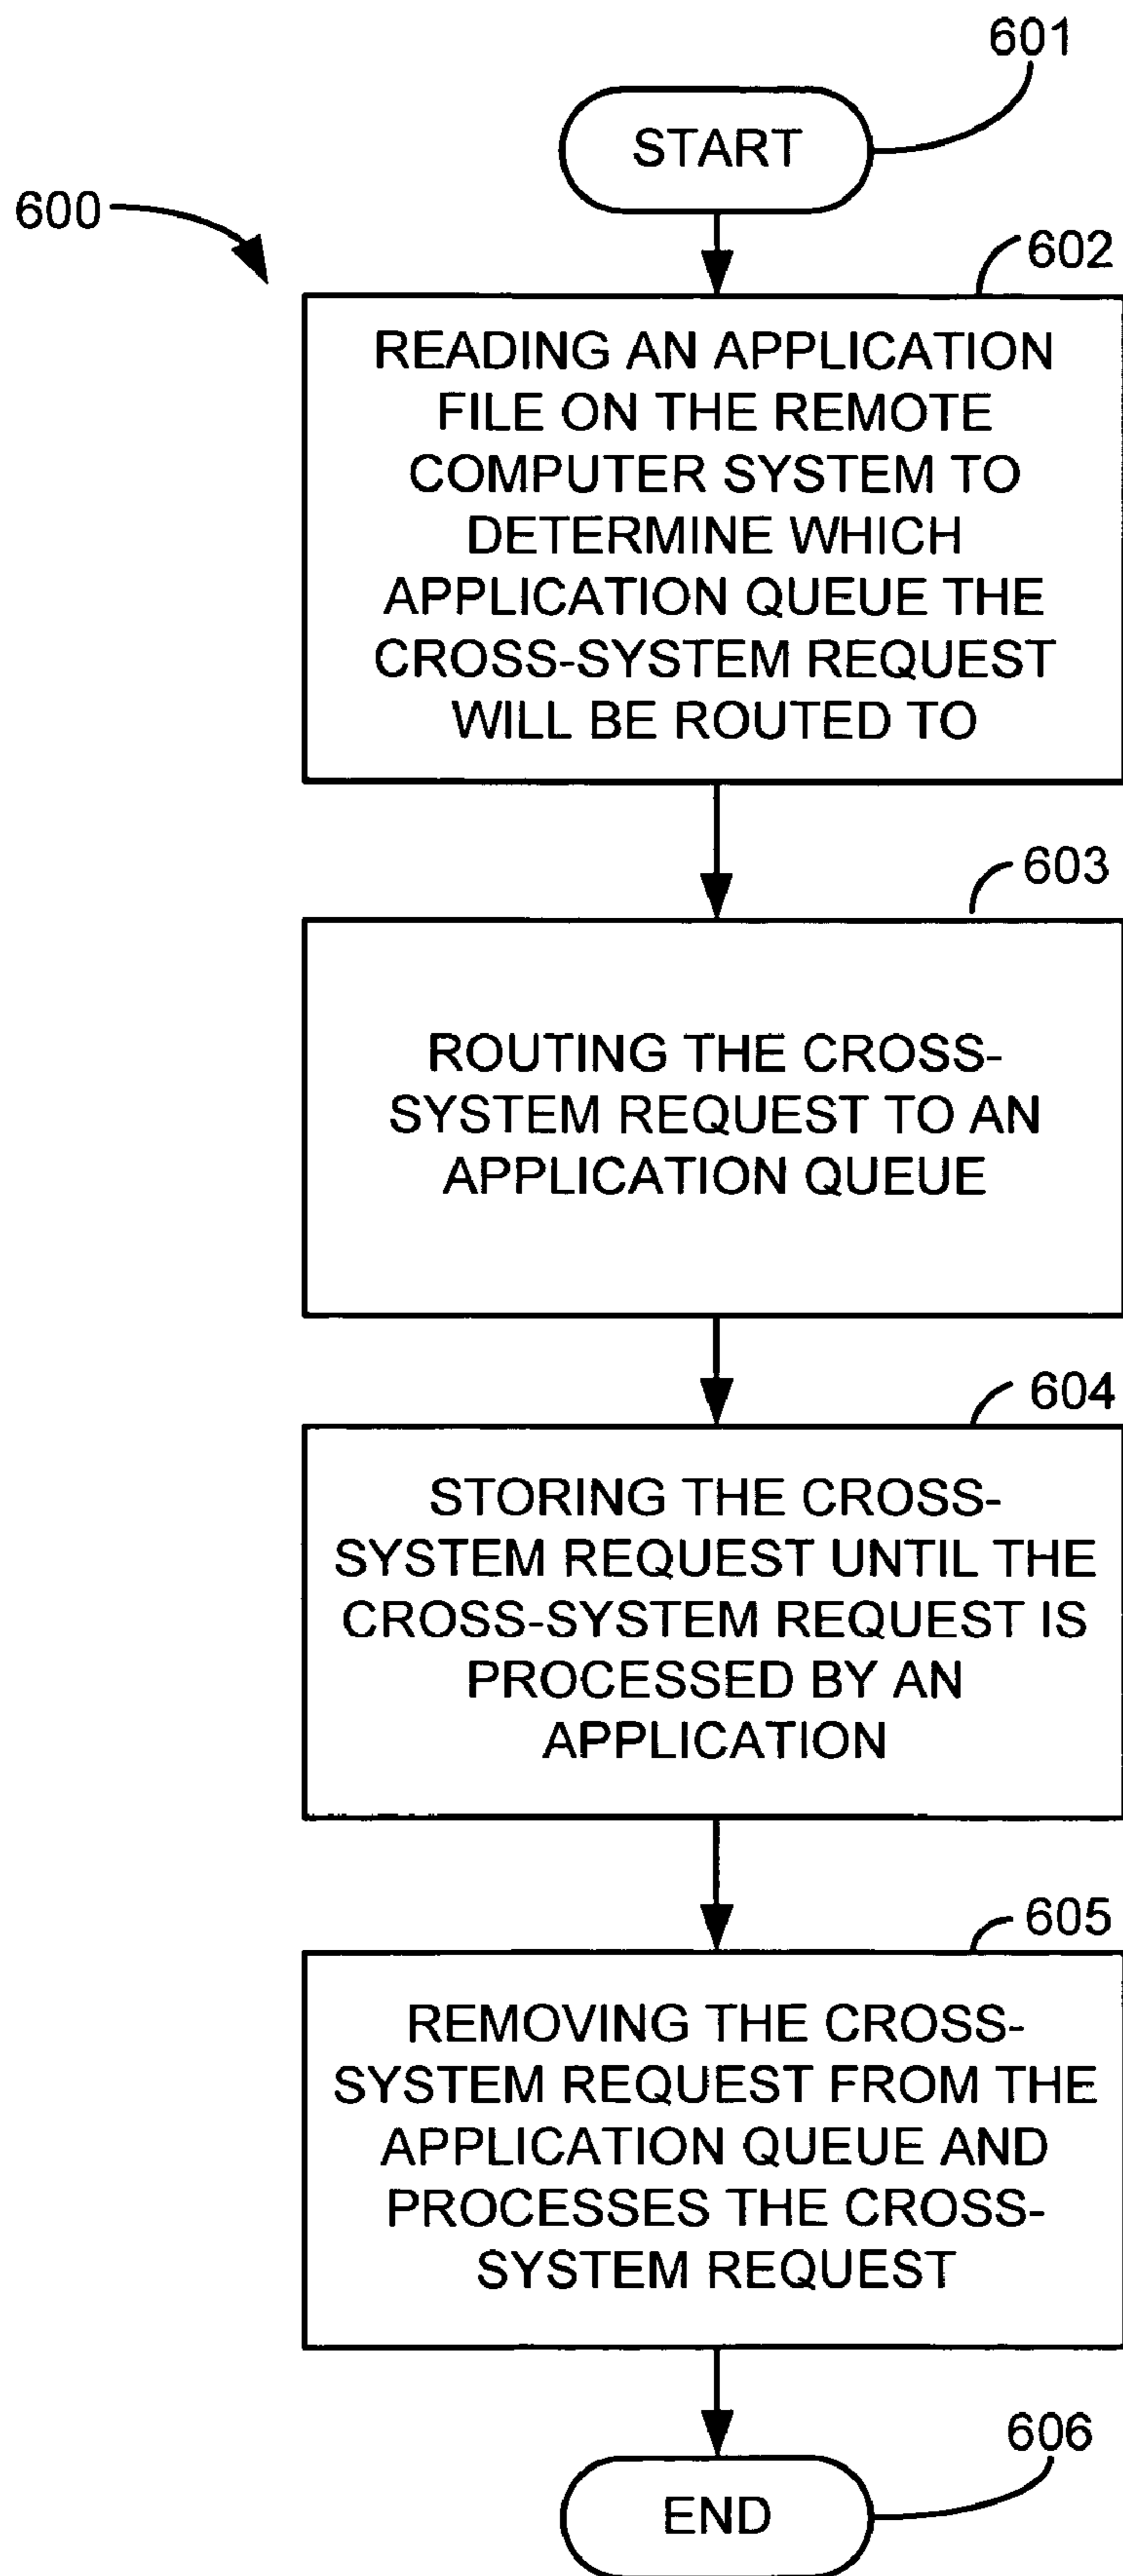 601
START
600
602
READING AN APPLICATION
FILE ON THE REMOTE
COMPUTER SYSTEM TO
DETERMINE WHICH
APPLICATION QUEUE THE
CROSS-SYSTEM REQUEST
WILL BE ROUTED TO
603
ROUTING THE CROSS-
SYSTEM REQUEST TO AN
APPLICATION QUEUE
604
STORING THE CROSS-
SYSTEM REQUEST UNTIL THE
CROSS-SYSTEM REQUEST IS
PROCESSED BY AN
APPLICATION
605
REMOVING THE CROSS-
SYSTEM REQUEST FROM THE
APPLICATION QUEUE AND
PROCESSES THE CROSS-
SYSTEM REQUEST
606
END